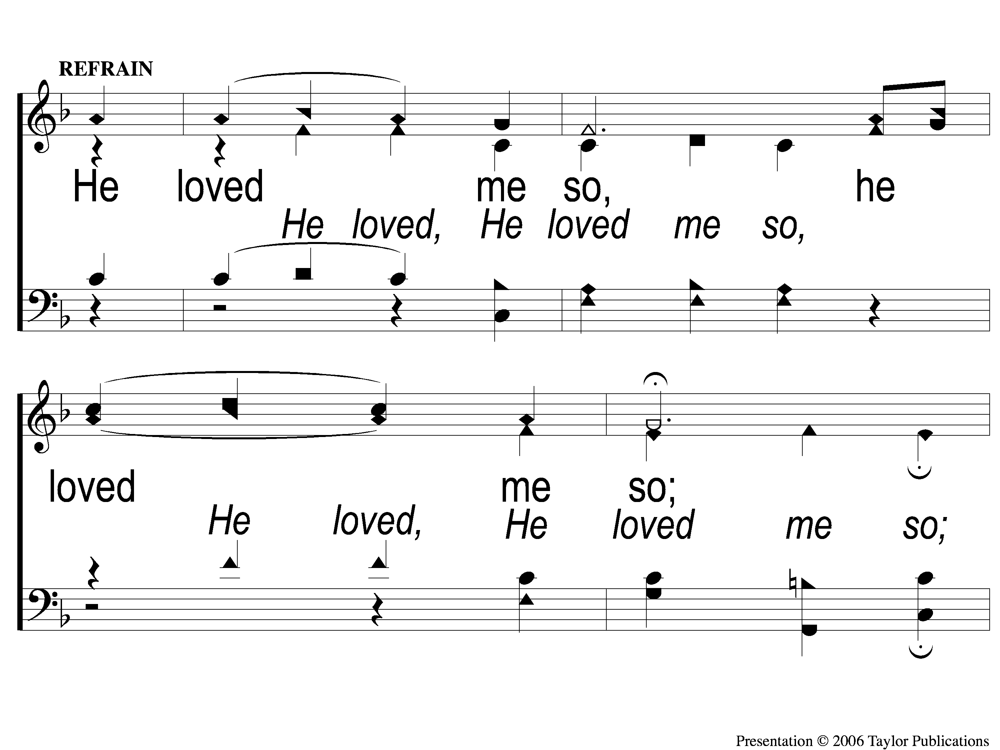 REFRAIN
He loved me so, he
He loved, He loved me so,
loved me so;
He loved, He loved me so;
Presentation © 2006 Taylor Publications